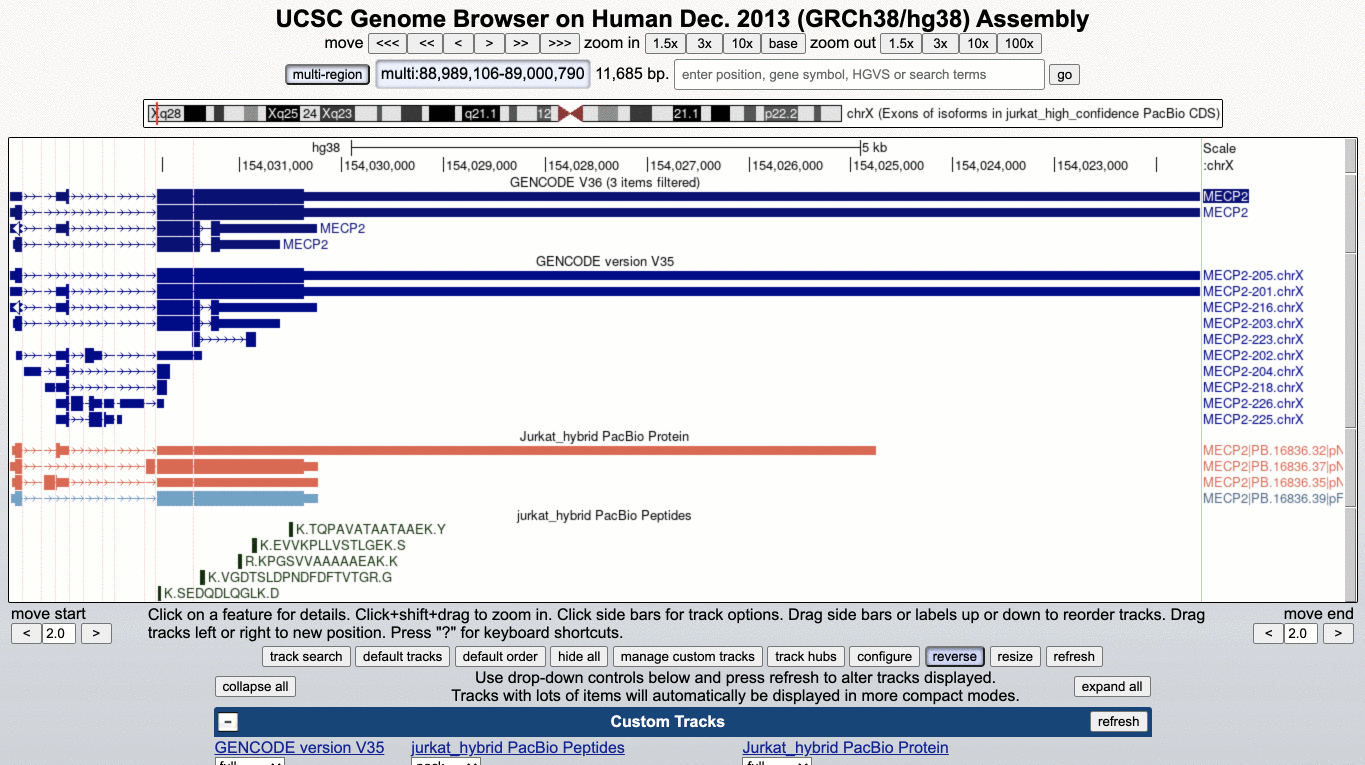 UCSC Genome Browser on Human Dec. 2013 (GRCh38/hg38) Assembly
move <<< << < > >> >>> zoom in 1.5x 3x 10x base zoom out 1.5x 3x 10x 100x
multi-region multi:88,989,106-89,000,790 11,685 bp. enter position, gene symbol, HGVS or search terms go
Xq28 Xq25 24 Xq23 q21.1 12 21.1 p22.2 chrX (Exons of isoforms in jurkat_high_confidence PacBio CDS)
hg38 5 kb Scale
154,031,000 154,030,000 154,029,000 154,028,000 154,027,000 154,026,000 154,025,000 154,024,000 154,023,000 :chrX
GENCODE V36 (3 items filtered)
MECP2
MECP2
MECP2
MECP2
GENCODE version V35
MECP2-205.chrX
MECP2-201.chrX
MECP2-216.chrX
MECP2-203.chrX
MECP2-223.chrX
MECP2-202.chrX
MECP2-204.chrX
MECP2-218.chrX
MECP2-226.chrX
MECP2-225.chrX
Jurkat_hybrid PacBio Protein
MECP2|PB.16836.32|pN
MECP2|PB.16836.37|pN
MECP2|PB.16836.35|pN
MECP2|PB.16836.39|pF
jurkat_hybrid PacBio Peptides
K.TQPAVATAATAAEK.Y
K.EVVKPLLVSTLGEK.S
R.KPGSVVAAAAAEAK.K
K.VGDTSLDPNDFDFTVTGR.G
K.SEDQDLQGLK.D
move start Click on a feature for details. Click+shift+drag to zoom in. Click side bars for track options. Drag side bars or labels up or down to reorder tracks. Drag move end
< 2.0 > tracks left or right to new position. Press "?" for keyboard shortcuts. < 2.0 >
track search default tracks default order hide all manage custom tracks track hubs configure reverse resize refresh
collapse all Use drop-down controls below and press refresh to alter tracks displayed. expand all
Tracks with lots of items will automatically be displayed in more compact modes.
− Custom Tracks refresh
GENCODE version V35 jurkat_hybrid PacBio Peptides Jurkat_hybrid PacBio Protein